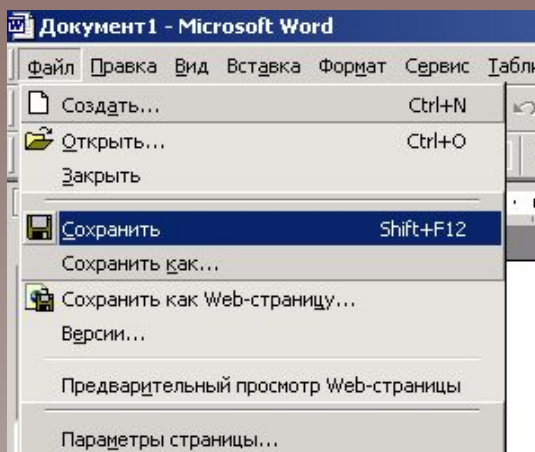 Документ1 - Microsoft Word
Файл Правка Вид Вставка Формат Сервис
Создать... Ctrl+N
Открыть... Ctrl+O
Закрыть
Сохранить Shift+F12
Сохранить как...
Сохранить как Web-страницу...
Версии...
Предварительный просмотр Web-страницы
Параметры страницы...